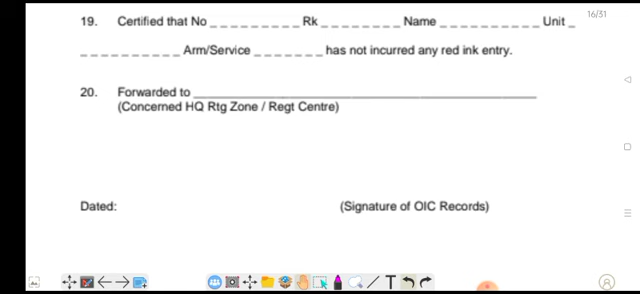 16/31
19. Certified that No _ _ _ _ _ _ _ _ _ Rk _ _ _ _ _ _ _ _ Name _ _ _ _ _ _ _ _ _ _ Unit _
_ _ _ _ _ _ _ _ _ _ Arm/Service _ _ _ _ _ _ _ has not incurred any red ink entry.
20. Forwarded to ____________________________________________
(Concerned HQ Rtg Zone / Regt Centre)
Dated: (Signature of OIC Records)
T